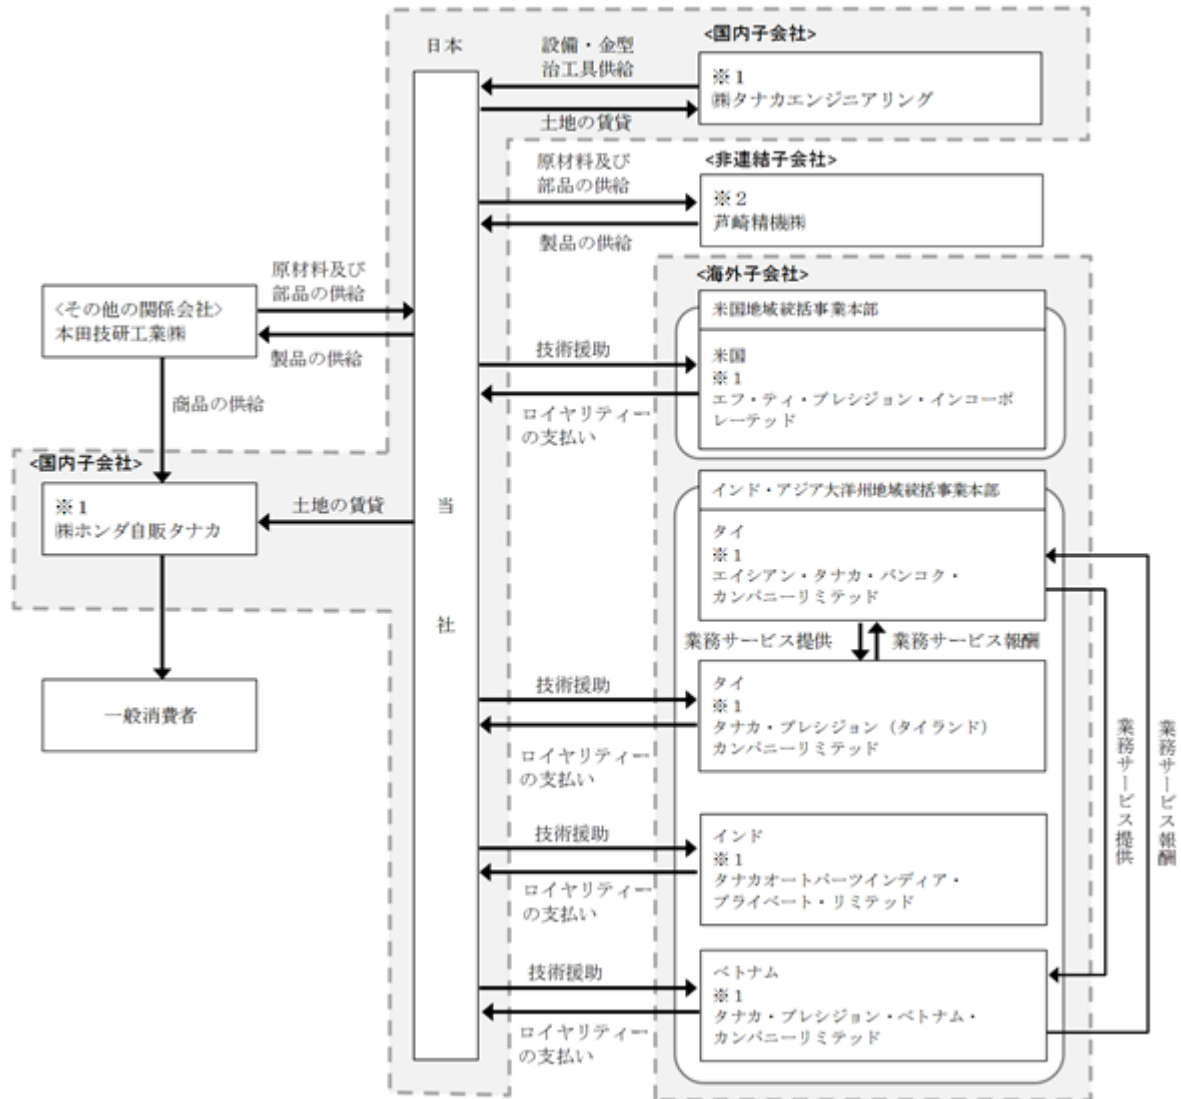 日本
設備・金型
治工具供給
土地の賃貸
<国内子会社>
※1
㈱タナカエンジニアリング
原材料及び
部品の供給
製品の供給
<非連結子会社>
※2
芦崎精機㈱
<その他の関係会社>
本田技研工業㈱
原材料及び
部品の供給
製品の供給
商品の供給
<国内子会社>
※1
㈱ホンダ自販タナカ
土地の賃貸
一般消費者
当
社
<海外子会社>
米国地域統括事業本部
技術援助
ロイヤリティー
の支払い
米国
※1
エフ・ティ・プレシジョン・インコーポ
レーテッド
インド・アジア大洋州地域統括事業本部
タイ
※1
エイシアン・タナカ・バンコク・
カンパニーリミテッド
業務サービス提供
業務サービス報酬
技術援助
ロイヤリティー
の支払い
タイ
※1
タナカ・プレシジョン（タイランド）
カンパニーリミテッド
技術援助
ロイヤリティー
の支払い
インド
※1
タナカオートパーツインディア・
プライベート・リミテッド
技術援助
ロイヤリティー
の支払い
ベトナム
※1
タナカ・プレシジョン・ベトナム・
カンパニーリミテッド
業務サービス提供
業務サービス報酬